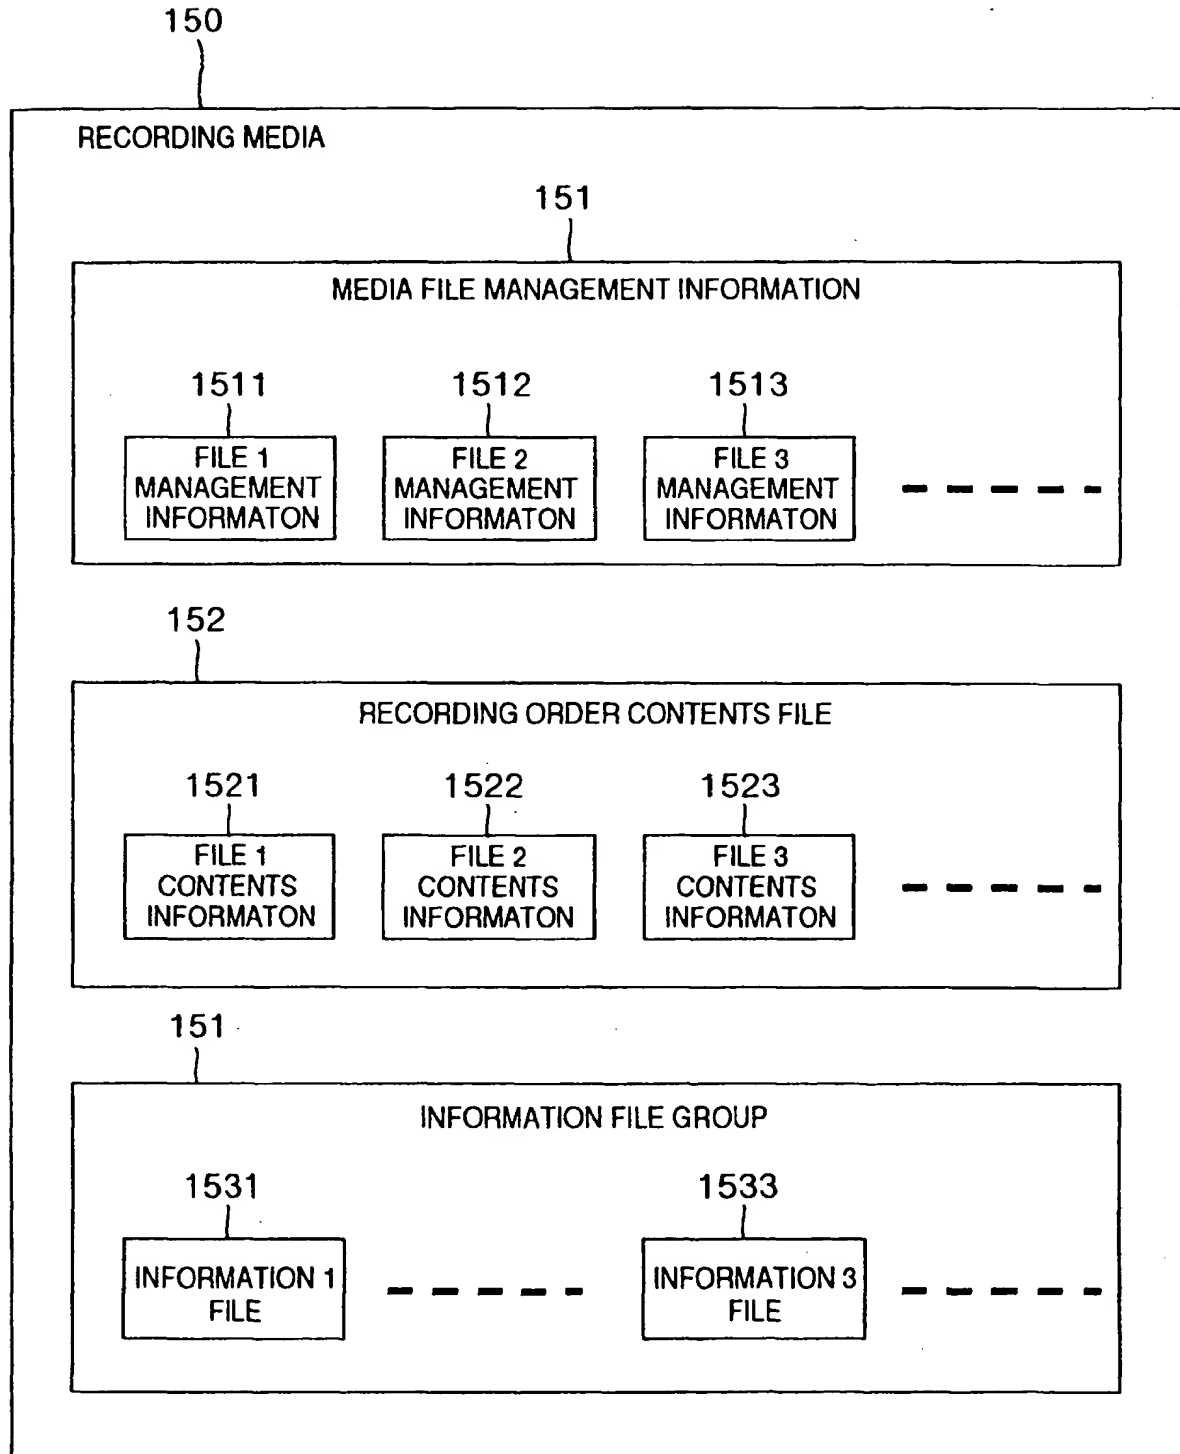 150
RECORDING MEDIA
151
MEDIA FILE MANAGEMENT INFORMATION
1511
1512
1513
FILE 1
MANAGEMENT
INFORMATON
FILE 2
MANAGEMENT
INFORMATON
FILE 3
MANAGEMENT
INFORMATON
152
RECORDING ORDER CONTENTS FILE
1521
1522
1523
FILE 1
CONTENTS
INFORMATON
FILE 2
CONTENTS
INFORMATON
FILE 3
CONTENTS
INFORMATON
151
INFORMATION FILE GROUP
1531
1533
INFORMATION 1
FILE
INFORMATION 3
FILE